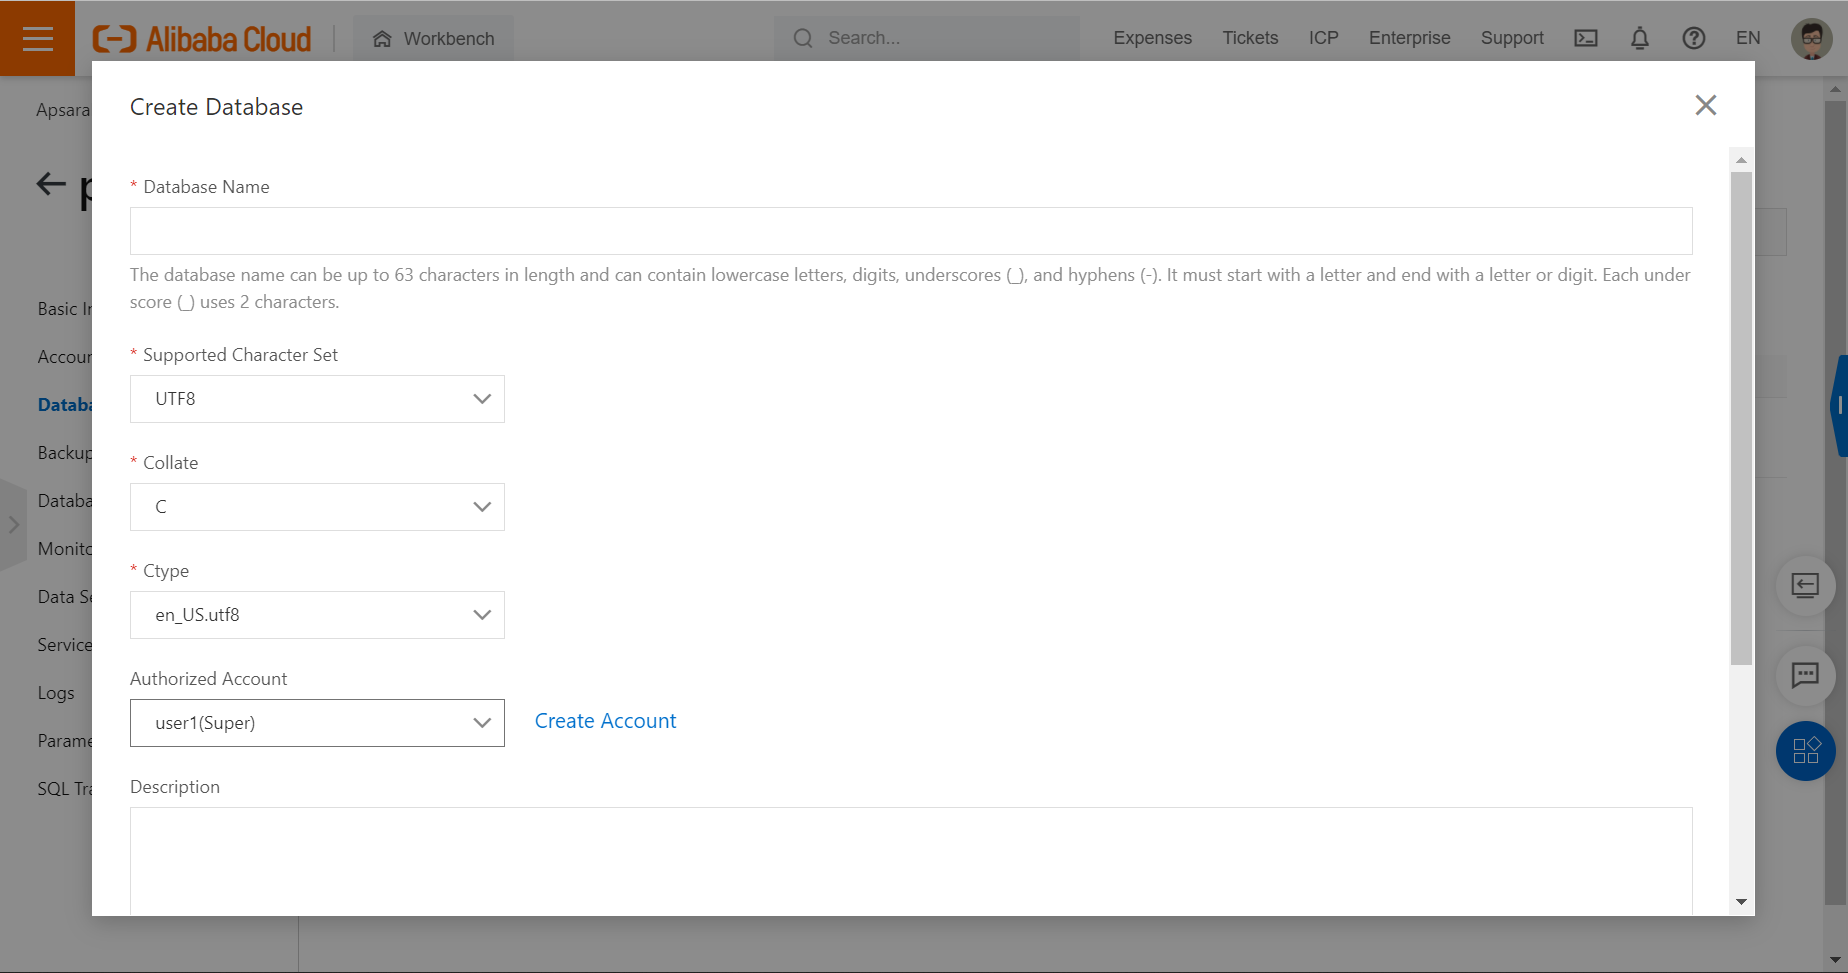 Alibaba Cloud
Workbench
Search...
Expenses
Tickets
ICP
Enterprise
Support
EN
Apsara
Create Database
* Database Name
The database name can be up to 63 characters in length and can contain lowercase letters, digits, underscores (_), and hyphens (-). It must start with a letter and end with a letter or digit. Each under
score (_) uses 2 characters.
Basic In
* Supported Character Set
Accoun
UTF8
Databa
Backup
* Collate
Databa
C
Monito
* Ctype
Data Se
en_US.utf8
Service
Authorized Account
Logs
user1(Super)
Create Account
Parame
SQL Tra
Description